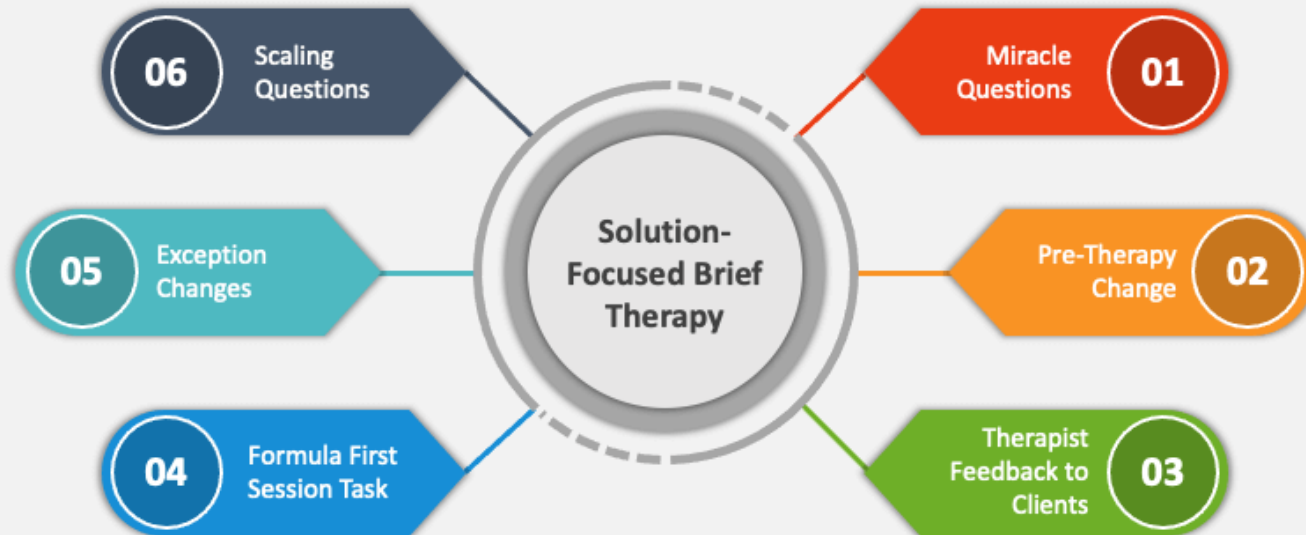 Solution-
Focused Brief
Therapy
Miracle
Questions
01
Pre-Therapy
Change
02
Therapist
Feedback to
Clients
03
04
Formula First
Session Task
05
Exception
Changes
06
Scaling
Questions